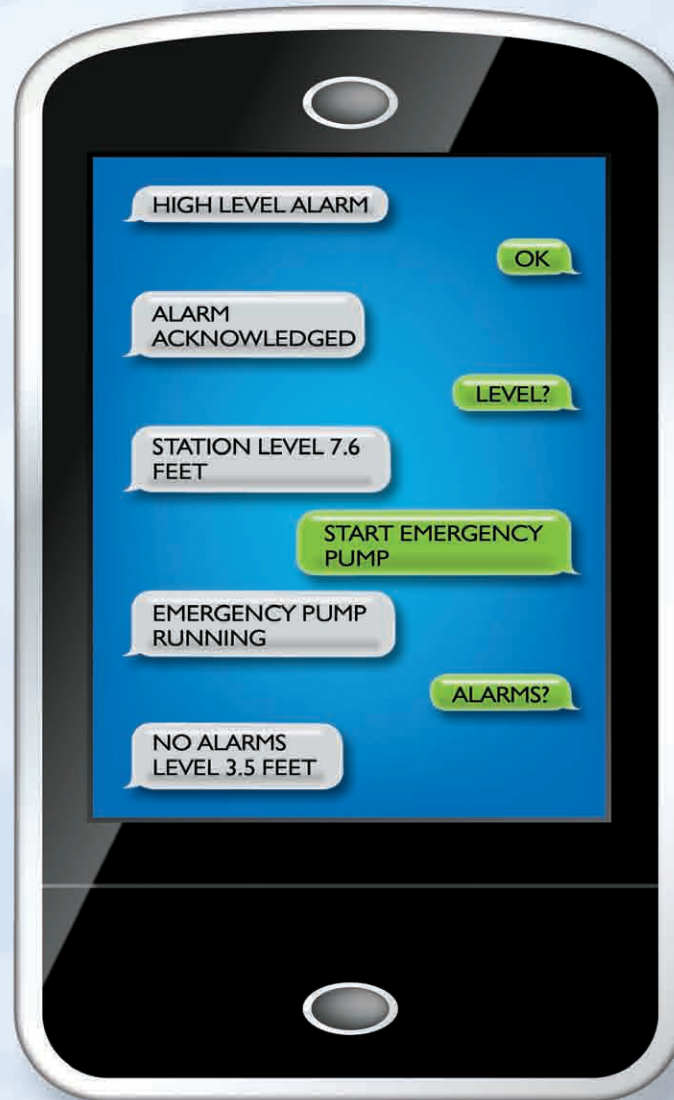 HIGH LEVEL ALARM
OK
ALARM
ACKNOWLEDGED
LEVEL?
STATION LEVEL 7.6
FEET
START EMERGENCY
PUMP
EMERGENCY PUMP
RUNNING
ALARMS?
NO ALARMS
LEVEL 3.5 FEET